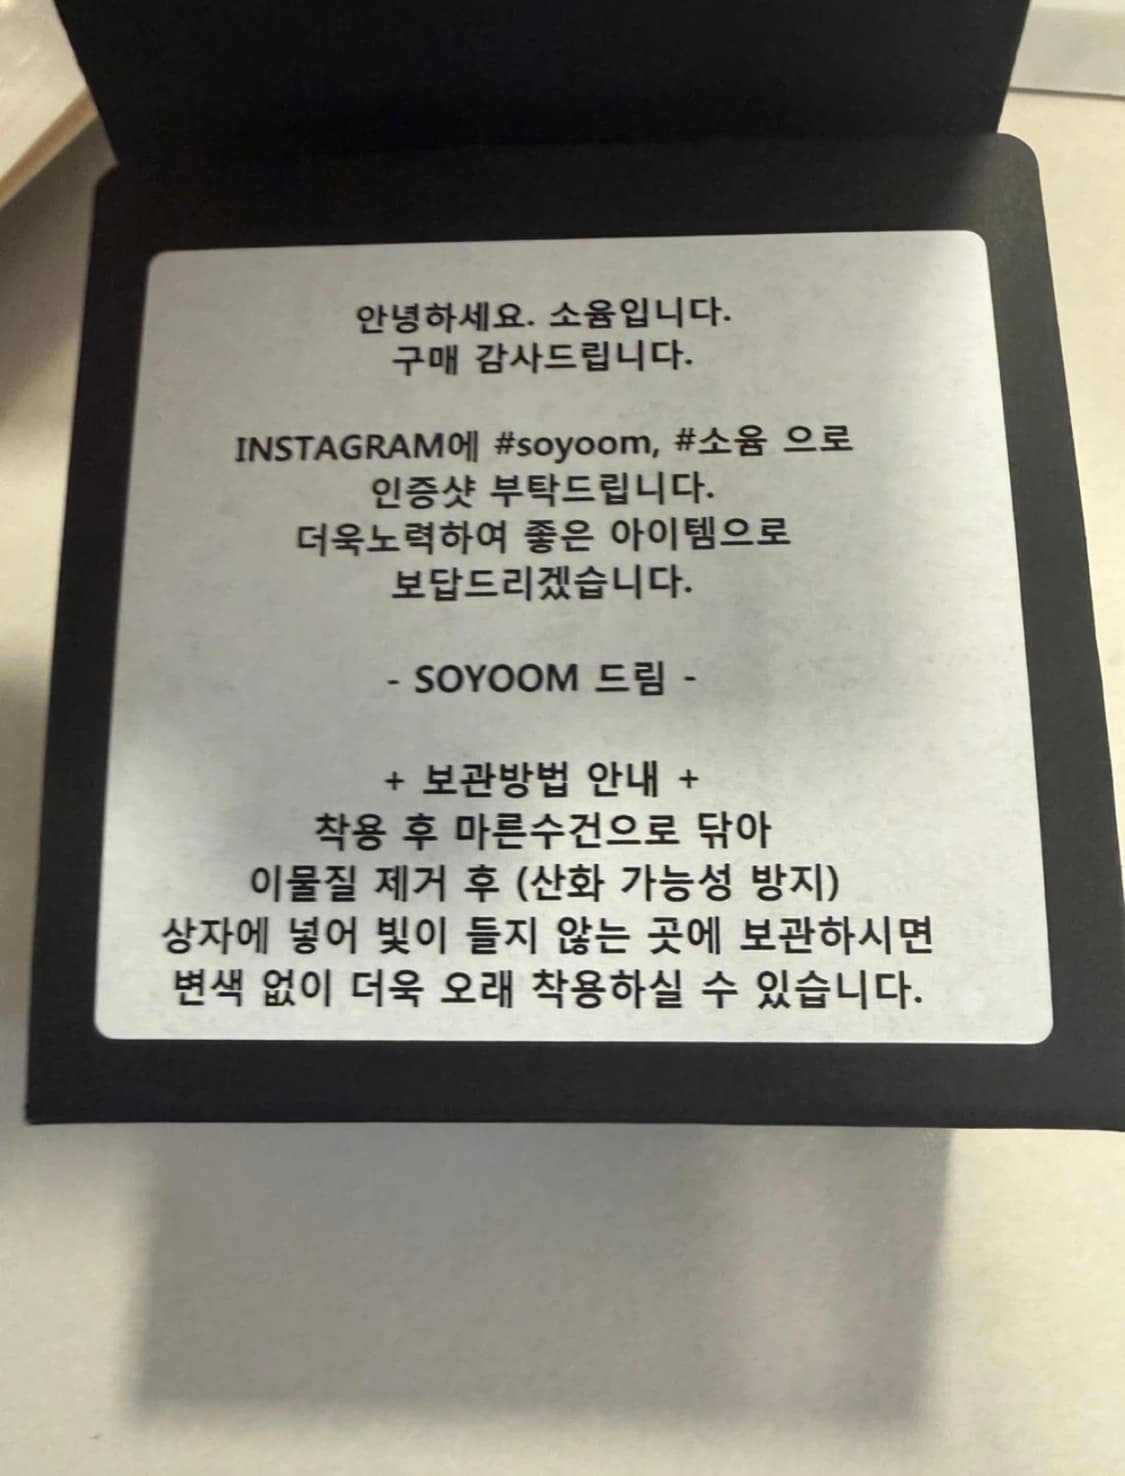 안녕하세요. 소윰입니다.
구매 감사드립니다.
INSTAGRAM에 #soyoom, #소윰 으로
인증샷 부탁드립니다.
더욱노력하여 좋은 아이템으로
보답드리겠습니다.
- SOYOOM 드림 -
+ 보관방법 안내 +
착용 후 마른수건으로 닦아
이물질 제거 후 (산화 가능성 방지)
상자에 넣어 빛이 들지 않는 곳에 보관하시면
변색 없이 더욱 오래 착용하실 수 있습니다.